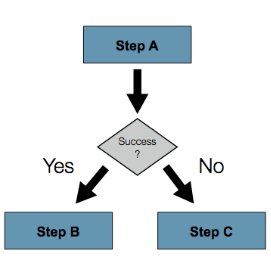 Step A
Success
?
Yes
No
Step B
Step C